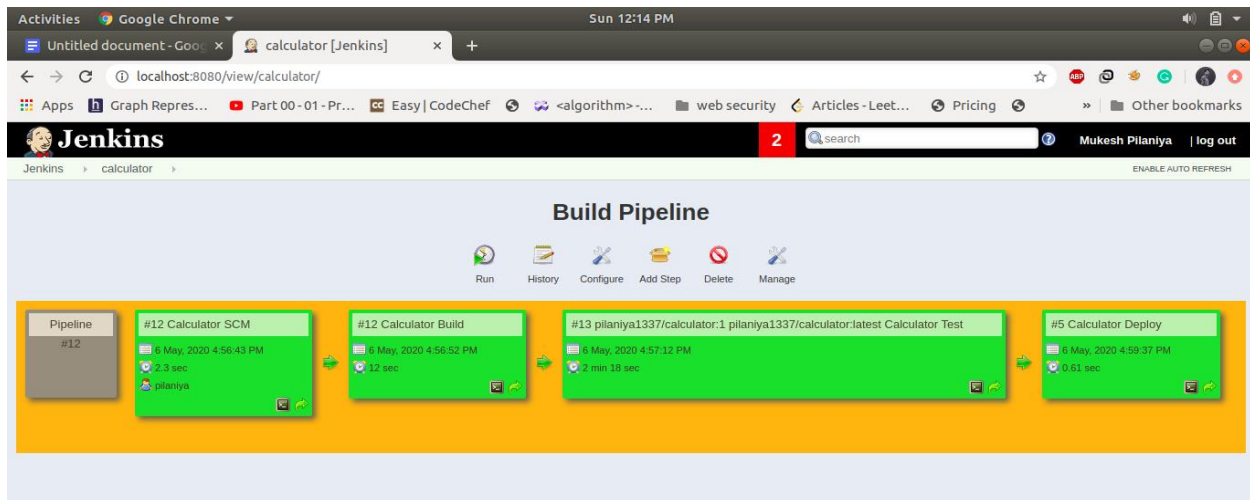 Activities Google Chrome Sun 12:14 PM
Untitled document - Goo × calculator [Jenkins] × +
localhost:8080/view/calculator/ ABP
Apps h Graph Repres... Part 00 - 01 - Pr... CC Easy | CodeChef <algorithm> -... web security Articles - Leet... Pricing » Other bookmarks
Jenkins 2 search ? Mukesh Pilaniya | log out
Jenkins calculator ENABLE AUTO REFRESH
Build Pipeline
Run History Configure Add Step Delete Manage
Pipeline
#12
#12 Calculator SCM
6 May, 2020 4:56:43 PM
2.3 sec
pilaniya
#12 Calculator Build
6 May, 2020 4:56:52 PM
12 sec
#13 pilaniya1337/calculator:1 pilaniya1337/calculator:latest Calculator Test
6 May, 2020 4:57:12 PM
2 min 18 sec
#5 Calculator Deploy
6 May, 2020 4:59:37 PM
0.61 sec